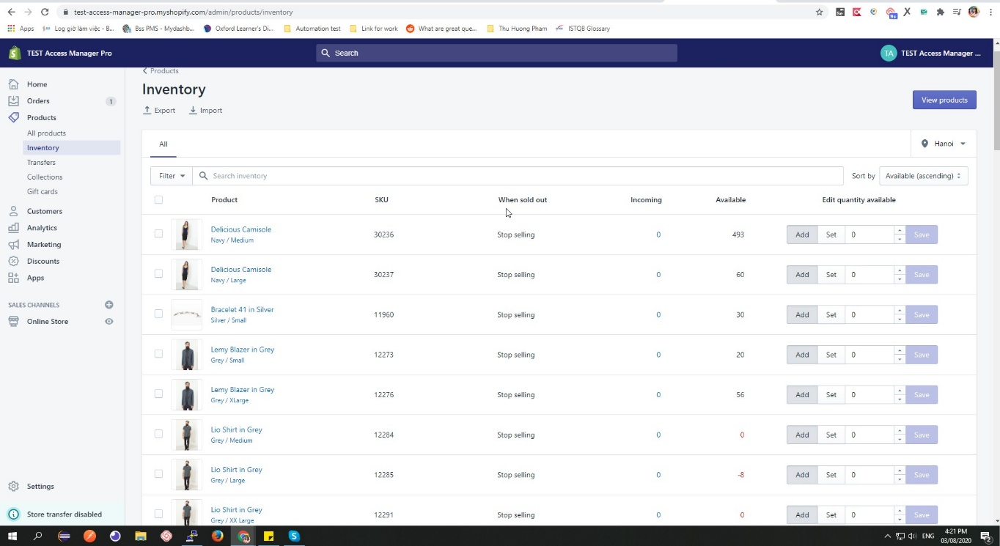 test-access-manager-pro.myshopify.com/admin/products/inventory
Apps Log giờ làm việc - B... Bss PMS - Mydashb... Oxford Learner's Di... Automation test Link for work What are great que... Thu Huong Pham ISTQB Glossary
TEST Access Manager Pro Search TA TEST Access Manager ...
Products
Home
Orders 1
Products
All products
Inventory
Transfers
Collections
Gift cards
Customers
Analytics
Marketing
Discounts
Apps
SALES CHANNELS
Online Store
Settings
Store transfer disabled
Inventory
View products
Export Import
All Hanoi
Filter Search inventory Sort by Available (ascending)
Product SKU When sold out Incoming Available Edit quantity available
Delicious Camisole
Navy / Medium
30236 Stop selling 0 493 Add Set 0 Save
Delicious Camisole
Navy / Large
30237 Stop selling 0 60 Add Set 0 Save
Bracelet 41 in Silver
Silver / Small
11960 Stop selling 0 30 Add Set 0 Save
Lemy Blazer in Grey
Grey / Small
12273 Stop selling 0 20 Add Set 0 Save
Lemy Blazer in Grey
Grey / XLarge
12276 Stop selling 0 56 Add Set 0 Save
Lio Shirt in Grey
Grey / Medium
12284 Stop selling 0 0 Add Set 0 Save
Lio Shirt in Grey
Grey / Large
12285 Stop selling 0 -8 Add Set 0 Save
Lio Shirt in Grey
Grey / XX Large
12291 Stop selling 0 0 Add Set 0 Save
ENG
4:21 PM
03/08/2020
2